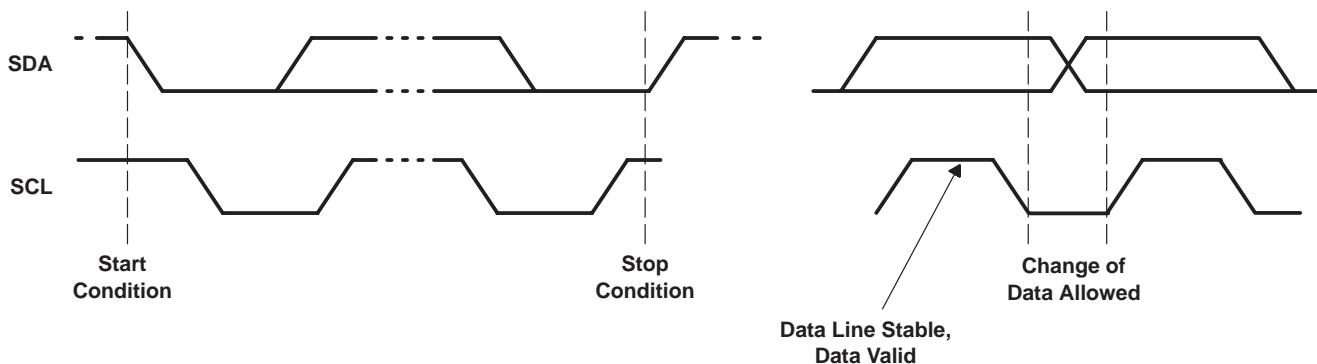 SDA
SCL
Start
Condition
Stop
Condition
Change of
Data Allowed
Data Line Stable,
Data Valid